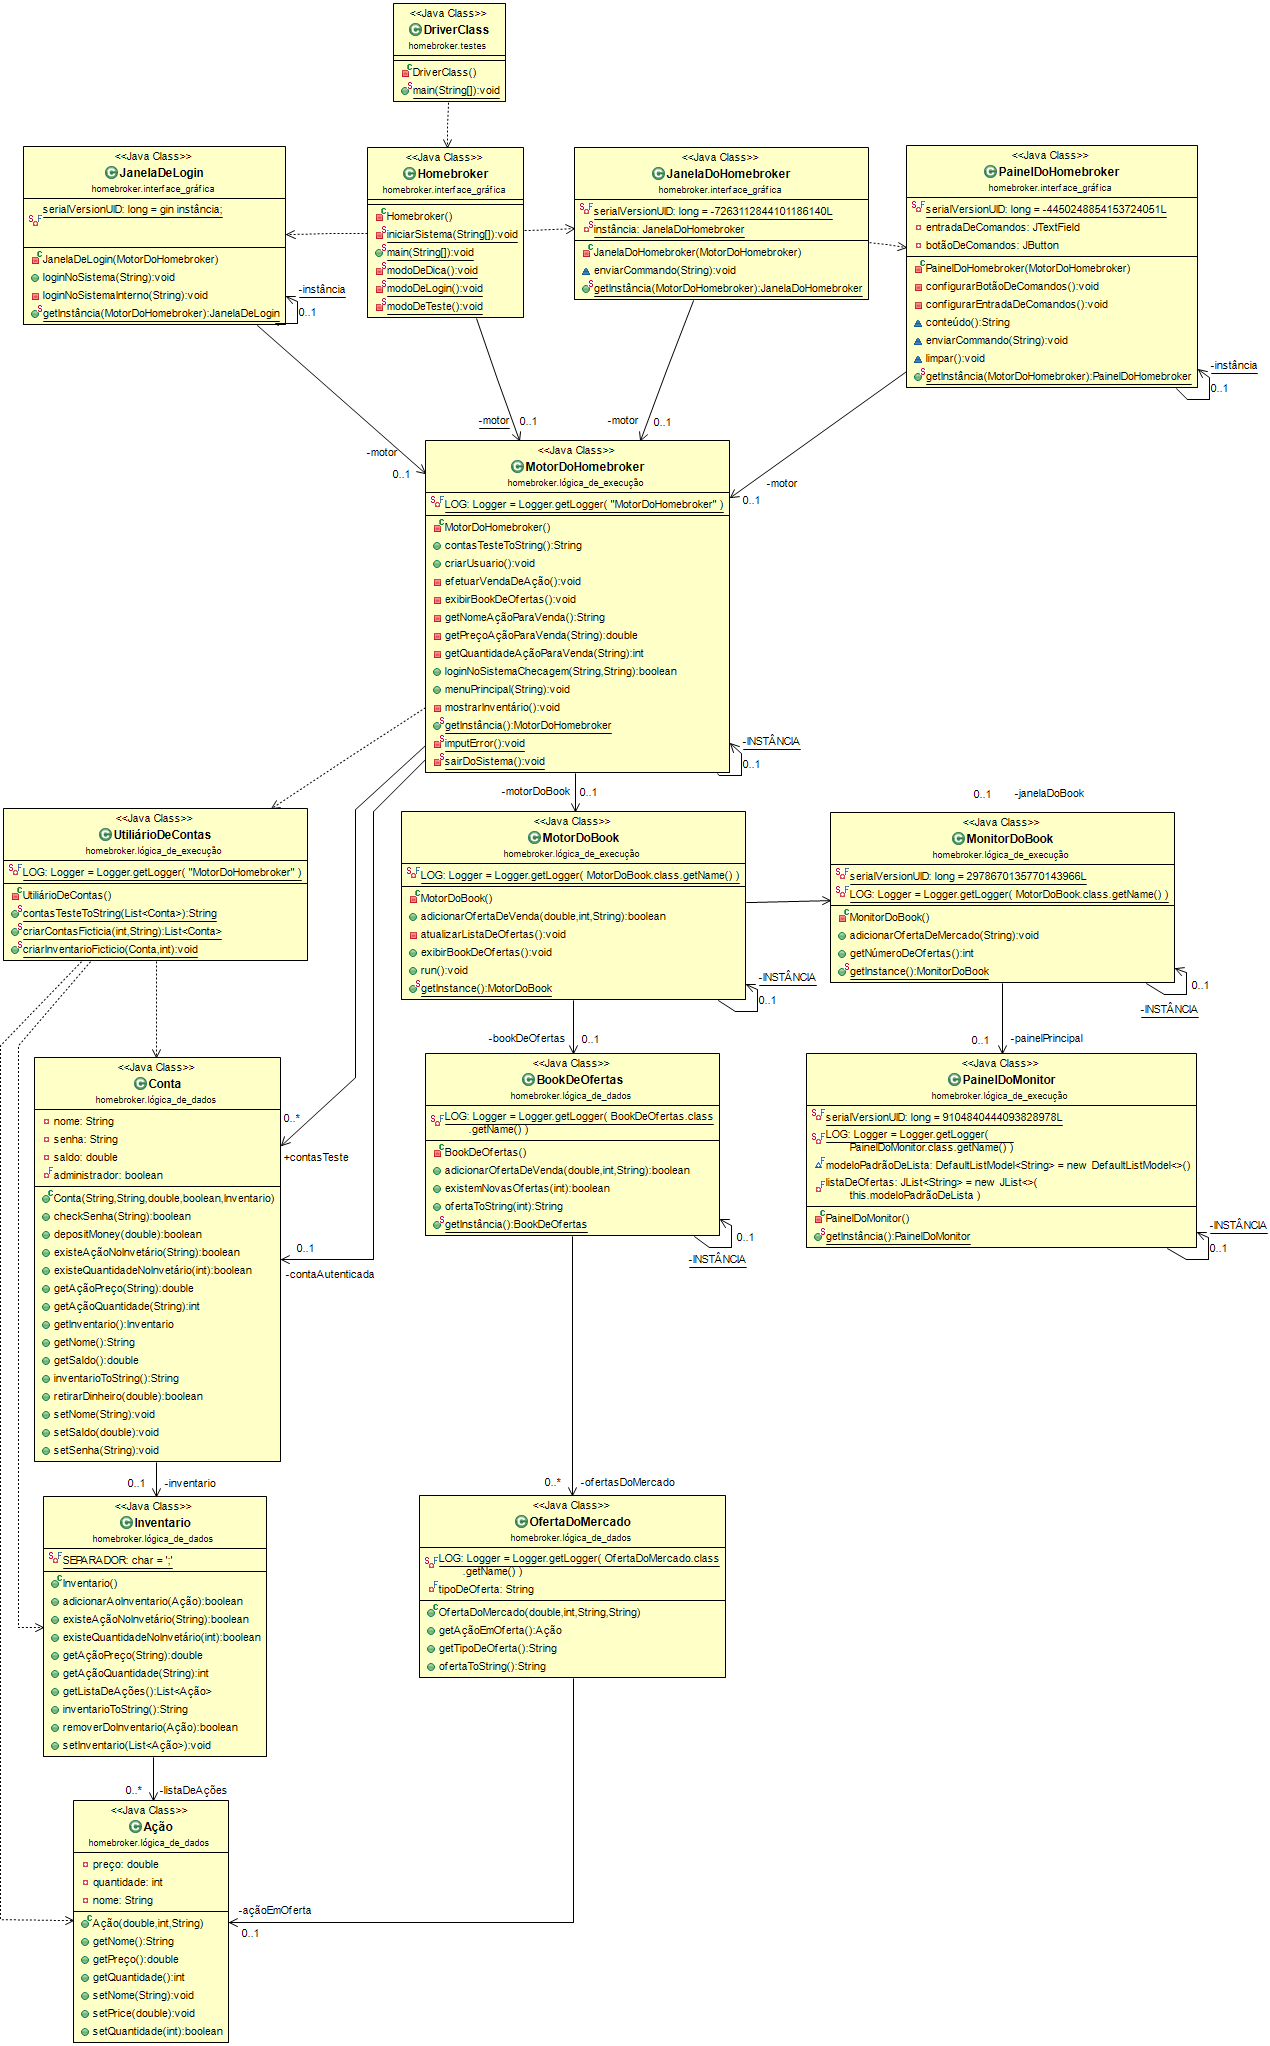 <<Java Class>>
DriverClass
homebroker.testes
DriverClass()
main(String[]):void
<<Java Class>>
JanelaDeLogin
homebroker.interface_gráfica
serialVersionUID: long = gin instância;
JanelaDeLogin(MotorDoHomebroker)
loginNoSistema(String):void
loginNoSistemaInterno(String):void
getInstância(MotorDoHomebroker):JanelaDeLogin
-instância
0..1
<<Java Class>>
Homebroker
homebroker.interface_gráfica
Homebroker()
iniciarSistema(String[]):void
main(String[]):void
modoDeDica():void
modoDeLogin():void
modoDeTeste():void
<<Java Class>>
JanelaDoHomebroker
homebroker.interface_gráfica
serialVersionUID: long = -7263112844101186140L
instância: JanelaDoHomebroker
JanelaDoHomebroker(MotorDoHomebroker)
enviarCommando(String):void
getInstância(MotorDoHomebroker):JanelaDoHomebroker
<<Java Class>>
PainelDoHomebroker
homebroker.interface_gráfica
serialVersionUID: long = -4450248854153724051L
entradaDeComandos: JTextField
botãoDeComandos: JButton
PainelDoHomebroker(MotorDoHomebroker)
configurarBotãoDeComandos():void
configurarEntradaDeComandos():void
conteúdo():String
enviarCommando(String):void
limpar():void
getInstância(MotorDoHomebroker):PainelDoHomebroker
-instância
0..1
-motor
0..1
-motor
0..1
-motor
0..1
-motor
0..1
<<Java Class>>
MotorDoHomebroker
homebroker.lógica_de_execução
LOG: Logger = Logger.getLogger( "MotorDoHomebroker" )
MotorDoHomebroker()
contasTesteToString():String
criarUsuario():void
efetuarVendaDeAção():void
exibirBookDeOfertas():void
getNomeAçãoParaVenda():String
getPreçoAçãoParaVenda(String):double
getQuantidadeAçãoParaVenda(String):int
loginNoSistemaChecagem(String,String):boolean
menuPrincipal(String):void
mostrarInventário():void
getInstância():MotorDoHomebroker
imputError():void
sairDoSistema():void
-INSTÂNCIA
0..1
-motorDoBook
0..1
0..1
-janelaDoBook
<<Java Class>>
UtiliárioDeContas
homebroker.lógica_de_execução
LOG: Logger = Logger.getLogger( "MotorDoHomebroker" )
UtiliárioDeContas()
contasTesteToString(List<Conta>):String
criarContasFicticia(int,String):List<Conta>
criarInventarioFicticio(Conta,int):void
<<Java Class>>
MotorDoBook
homebroker.lógica_de_execução
LOG: Logger = Logger.getLogger( MotorDoBook.class.getName() )
MotorDoBook()
adicionarOfertaDeVenda(double,int,String):boolean
atualizarListaDeOfertas():void
exibirBookDeOfertas():void
run():void
getInstance():MotorDoBook
-INSTÂNCIA
0..1
<<Java Class>>
MonitorDoBook
homebroker.lógica_de_execução
serialVersionUID: long = 2978670135770143966L
LOG: Logger = Logger.getLogger( MonitorDoBook.class.getName() )
MonitorDoBook()
adicionarOfertaDeMercado(String):void
getNúmeroDeOfertas():int
getInstance():MonitorDoBook
0..1
-INSTÂNCIA
-bookDeOfertas
0..1
0..1
-painelPrincipal
<<Java Class>>
Conta
homebroker.lógica_de_dados
nome: String
senha: String
saldo: double
administrador: boolean
Conta(String,String,double,boolean,Inventario)
checkSenha(String):boolean
depositMoney(double):boolean
existeAçãoNoInvetário(String):boolean
existeQuantidadeNoInvetário(int):boolean
getAçãoPreço(String):double
getAçãoQuantidade(String):int
getInventario():Inventario
getNome():String
getSaldo():double
inventarioToString():String
retirarDinheiro(double):boolean
setNome(String):void
setSaldo(double):void
setSenha(String):void
0..*
+contasTeste
0..1
-contaAutenticada
<<Java Class>>
BookDeOfertas
homebroker.lógica_de_dados
LOG: Logger = Logger.getLogger( BookDeOfertas.class
.getName() )
BookDeOfertas()
adicionarOfertaDeVenda(double,int,String):boolean
existemNovasOfertas(int):boolean
ofertaToString(int):String
getInstância():BookDeOfertas
0..1
-INSTÂNCIA
<<Java Class>>
PainelDoMonitor
homebroker.lógica_de_execução
serialVersionUID: long = 9104840444093828978L
LOG: Logger = Logger.getLogger(
PainelDoMonitor.class.getName() )
modeloPadrãoDeLista: DefaultListModel<String> = new DefaultListModel<>()
listaDeOfertas: JList<String> = new JList<>(
this.modeloPadrãoDeLista )
PainelDoMonitor()
getInstância():PainelDoMonitor
-INSTÂNCIA
0..1
0..1
-inventario
0..*
-ofertasDoMercado
<<Java Class>>
Inventario
homebroker.lógica_de_dados
SEPARADOR: char = ';'
Inventario()
adicionarAoInventario(Ação):boolean
existeAçãoNoInvetário(String):boolean
existeQuantidadeNoInvetário(int):boolean
getAçãoPreço(String):double
getAçãoQuantidade(String):int
getListaDeAções():List<Ação>
inventarioToString():String
removerDoInventario(Ação):boolean
setInventario(List<Ação>):void
<<Java Class>>
OfertaDoMercado
homebroker.lógica_de_dados
LOG: Logger = Logger.getLogger( OfertaDoMercado.class
.getName() )
tipoDeOferta: String
OfertaDoMercado(double,int,String,String)
getAçãoEmOferta():Ação
getTipoDeOferta():String
ofertaToString():String
0..*
-listaDeAções
<<Java Class>>
Ação
homebroker.lógica_de_dados
preço: double
quantidade: int
nome: String
Ação(double,int,String)
getNome():String
getPreço():double
getQuantidade():int
setNome(String):void
setPrice(double):void
setQuantidade(int):boolean
-açãoEmOferta
0..1